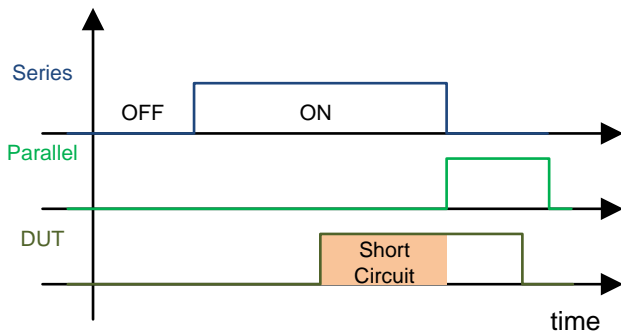 Series
OFF
ON
Parallel
DUT
Short
Circuit
time